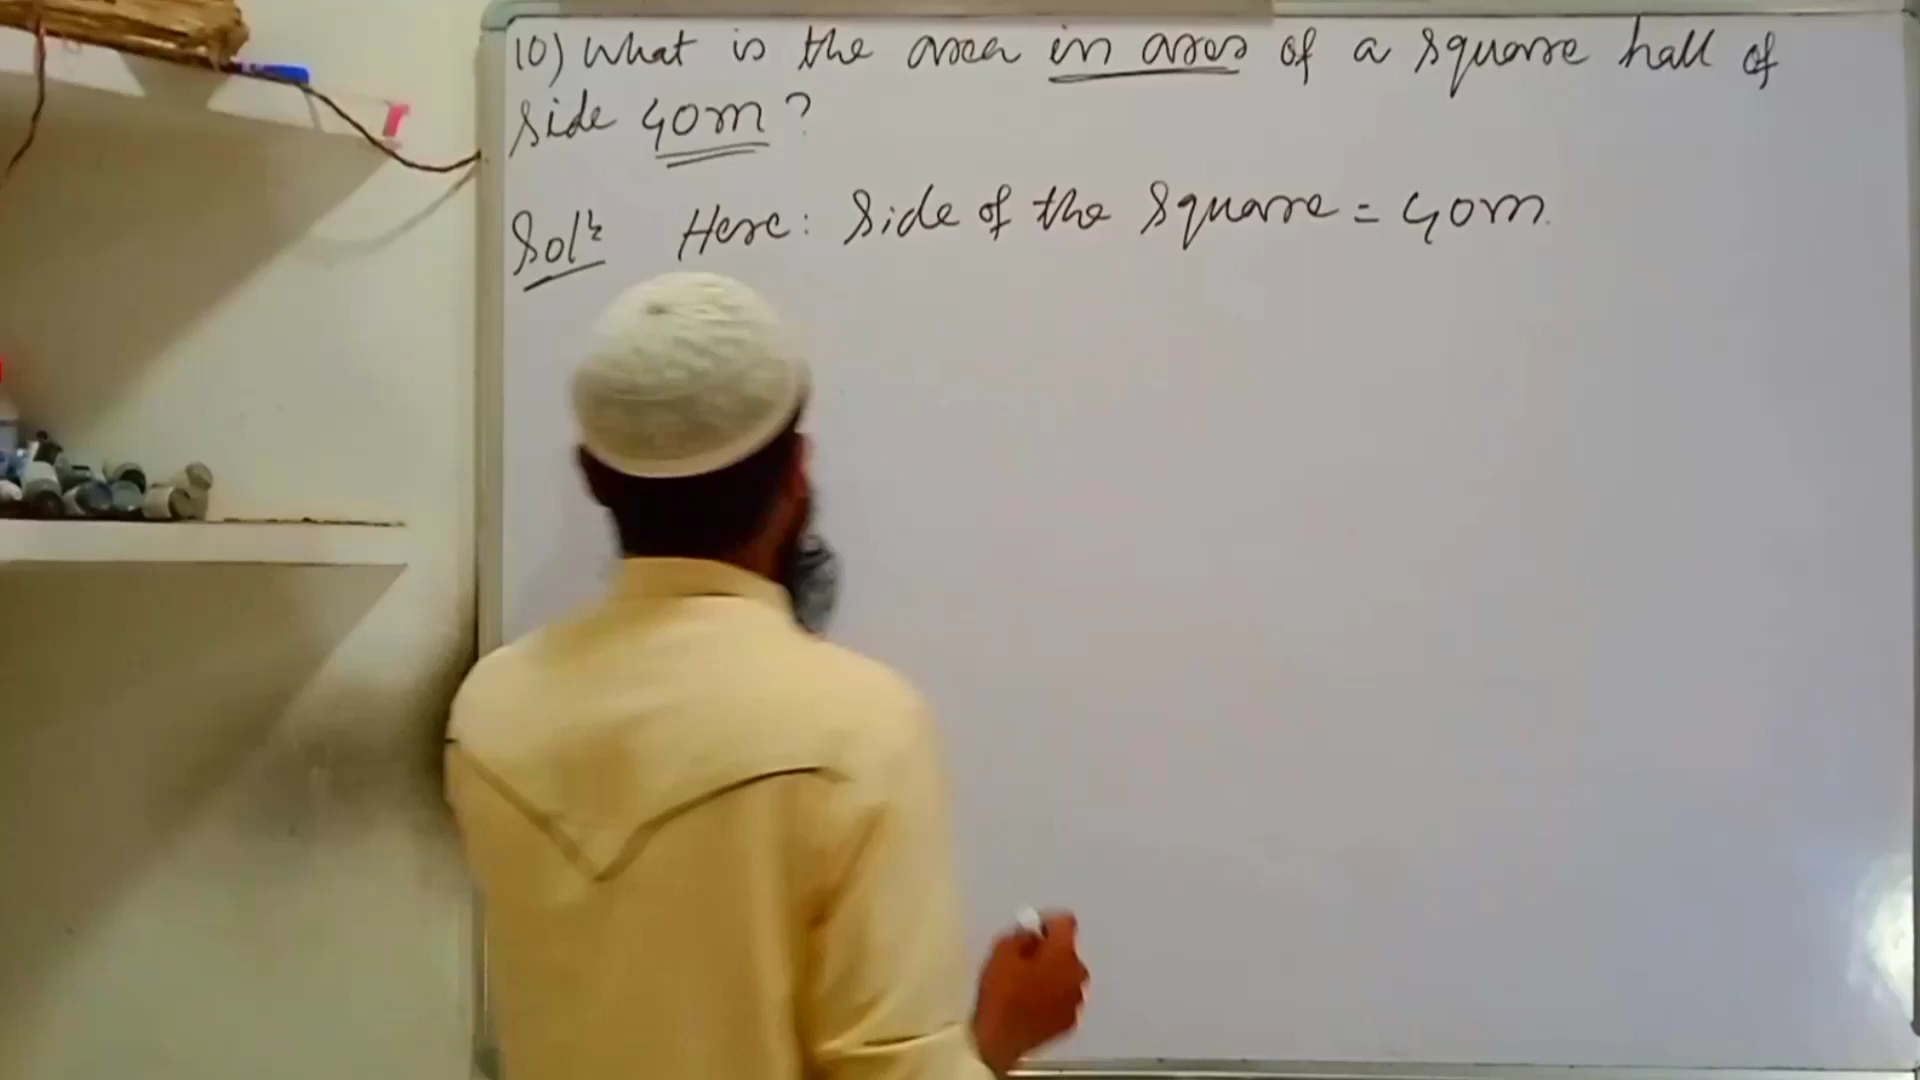 10) What is the area in ares of a square hall of
side 40m?
Solⁿ Here: Side of the square = 40m.